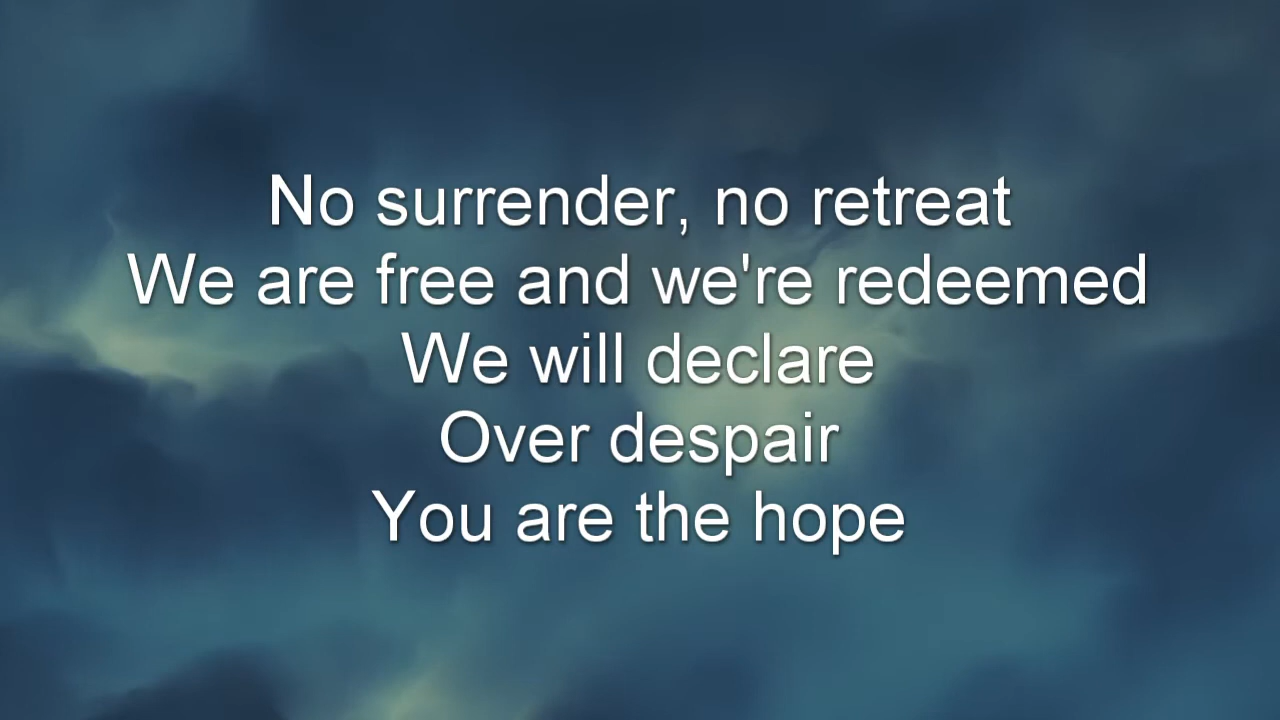 No surrender, no retreat
We are free and we're redeemed
We will declare
Over despair
You are the hope